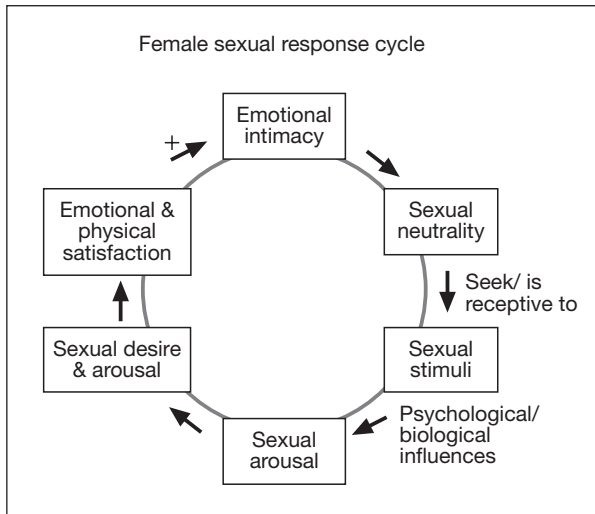 Female sexual response cycle
Emotional
intimacy
+
Sexual
neutrality
Seek/ is
receptive to
Sexual
stimuli
Psychological/
biological
influences
Sexual
arousal
Sexual desire
& arousal
Emotional &
physical
satisfaction